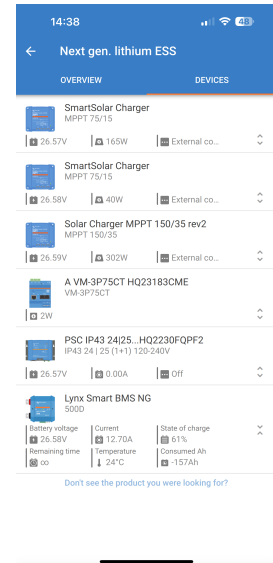 14:38
48
Next gen. lithium ESS
OVERVIEW DEVICES
SmartSolar Charger
MPPT 75/15
26.57V 165W External co...
SmartSolar Charger
MPPT 75/15
26.58V 40W External co...
Solar Charger MPPT 150/35 rev2
MPPT 150/35
26.59V 302W External co...
A VM-3P75CT HQ23183CME
VM-3P75CT
2W
PSC IP43 24|25...HQ2230FQPF2
IP43 24 | 25 (1+1) 120-240V
26.57V 0.00A Off
Lynx Smart BMS NG
500D
Battery voltage Current State of charge
26.58V 12.70A 61%
Remaining time Temperature Consumed Ah
∞ 24°C -157Ah
Don't see the product you were looking for?